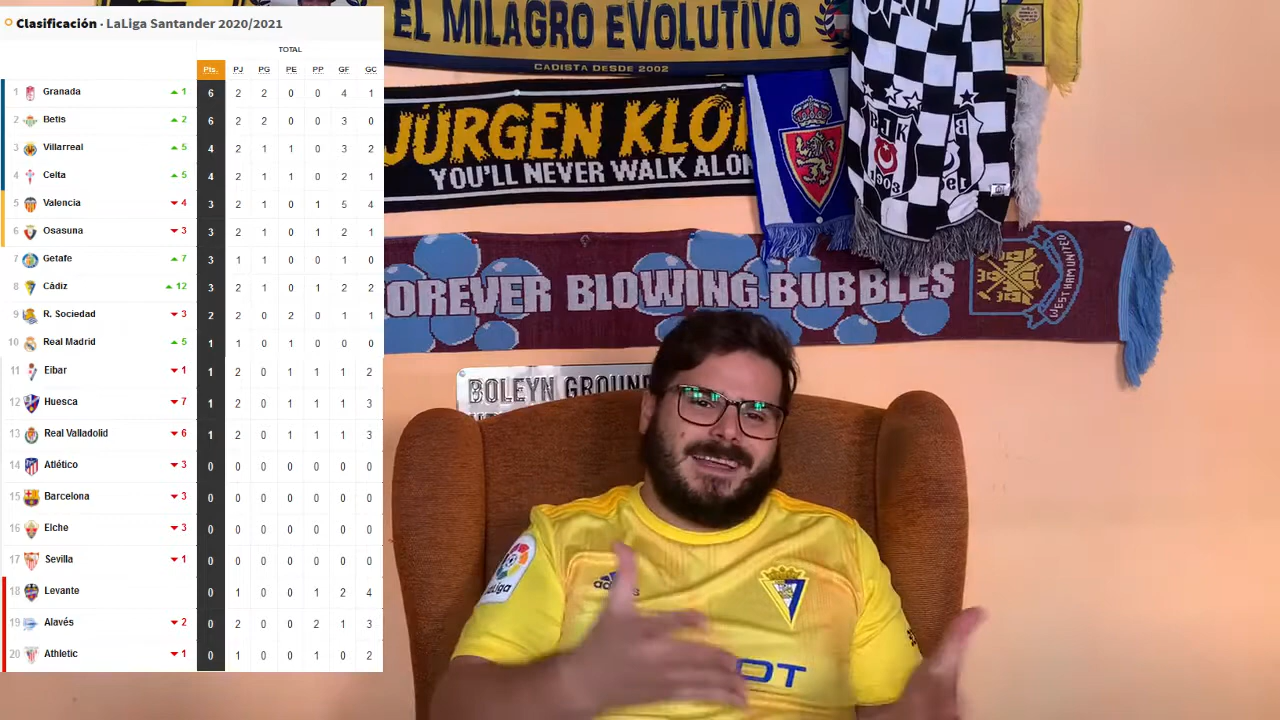 Clasificación · LaLiga Santander 2020/2021
TOTAL
Pts. PJ PG PE PP GF GC
1 Granada 1 6 2 2 0 0 4 1
2 Betis 2 6 2 2 0 0 3 0
3 Villarreal 5 4 2 1 1 0 3 2
4 Celta 5 4 2 1 1 0 2 1
5 Valencia 4 3 2 1 0 1 5 4
6 Osasuna 3 3 2 1 0 1 2 1
7 Getafe 7 3 1 1 0 0 1 0
8 Cádiz 12 3 2 1 0 1 2 2
9 R. Sociedad 3 2 2 0 2 0 1 1
10 Real Madrid 5 1 1 0 1 0 0 0
11 Eibar 1 1 2 0 1 1 1 2
12 Huesca 7 1 2 0 1 1 1 3
13 Real Valladolid 6 1 2 0 1 1 1 3
14 Atlético 3 0 0 0 0 0 0 0
15 Barcelona 3 0 0 0 0 0 0 0
16 Elche 3 0 0 0 0 0 0 0
17 Sevilla 1 0 0 0 0 0 0 0
18 Levante 0 1 0 0 1 2 4
19 Alavés 2 0 2 0 0 2 1 3
20 Athletic 1 0 1 0 0 1 0 2
EL MILAGRO EVOLUTIVO
CADISTA DESDE 2002
JÜRGEN KLO
YOU'LL NEVER WALK ALON
BJK
1903
OREVER BLOWING BUBBLES
WEST HAM UNITED
BOLEYN GROUN
LaLiga
adidas